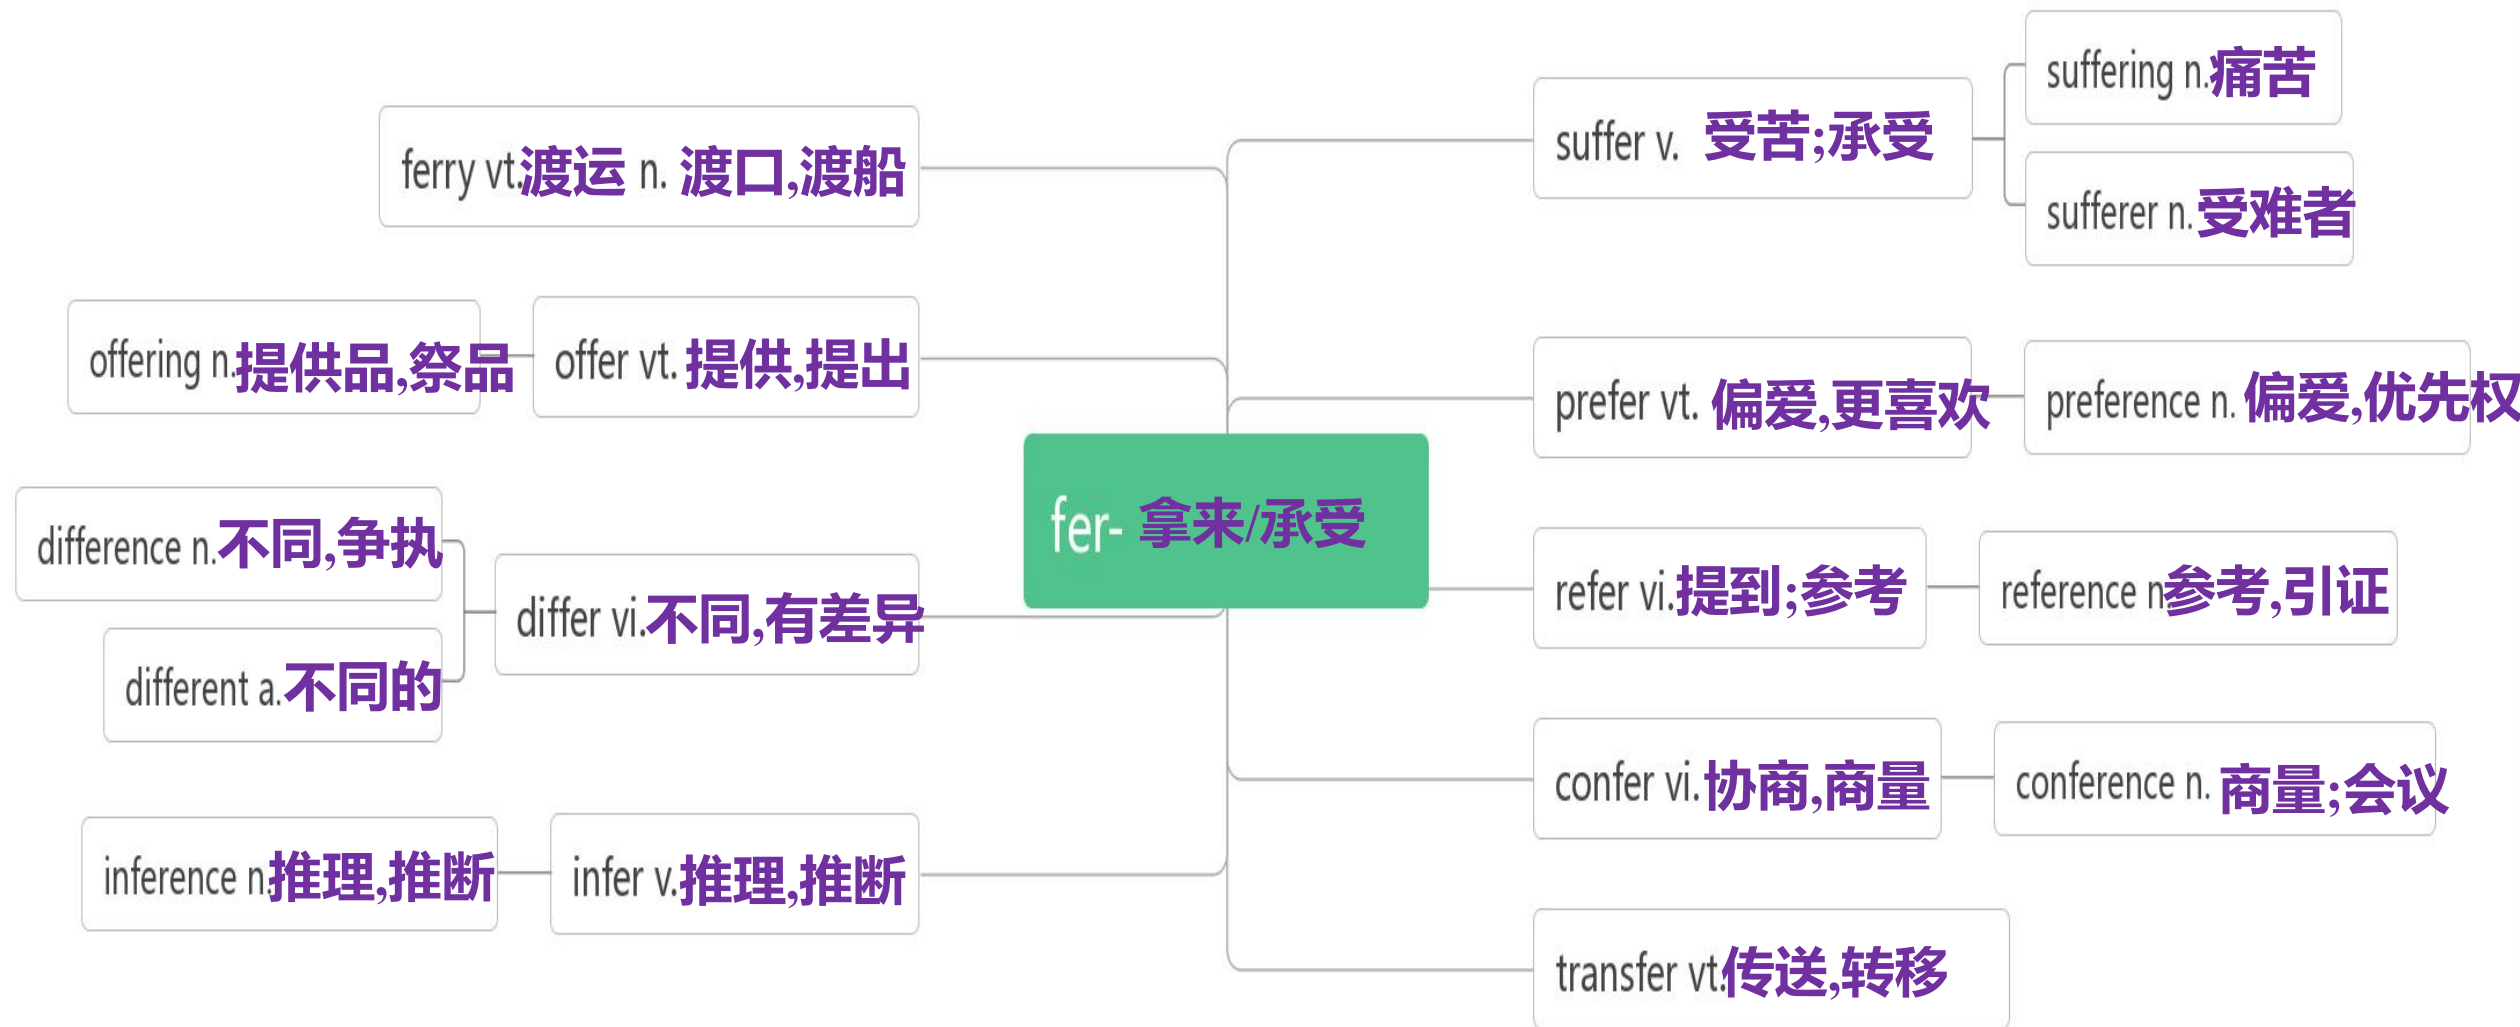 suffering n.痛苦
suffer v. 受苦;承受
sufferer n.受难者
ferry vt.渡运 n. 渡口,渡船
offering n.提供品,祭品
offer vt. 提供,提出
prefer vt. 偏爱,更喜欢
preference n. 偏爱,优先权
fer- 拿来/承受
difference n.不同,争执
differ vi.不同,有差异
different a.不同的
refer vi.提到;参考
reference n.参考,引证
confer vi.协商,商量
conference n. 商量;会议
inference n.推理,推断
infer v.推理,推断
transfer vt.传送,转移